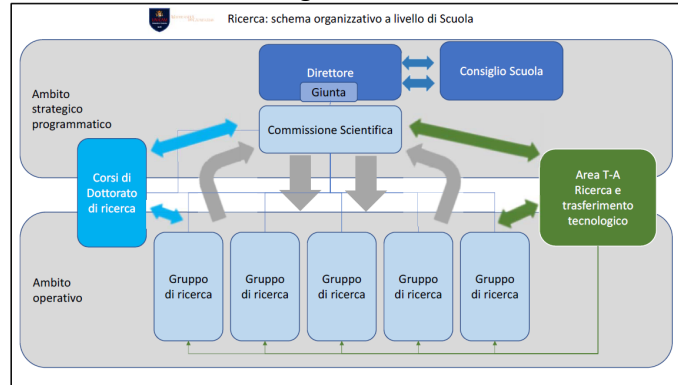 Ricerca: schema organizzativo a livello di Scuola
Direttore
Giunta
Consiglio Scuola
Ambito
strategico
programmatico
Commissione Scientifica
Corsi di
Dottorato
di ricerca
Area T-A
Ricerca e
trasferimento
tecnologico
Ambito
operativo
Gruppo
di ricerca
Gruppo
di ricerca
Gruppo
di ricerca
Gruppo
di ricerca
Gruppo
di ricerca